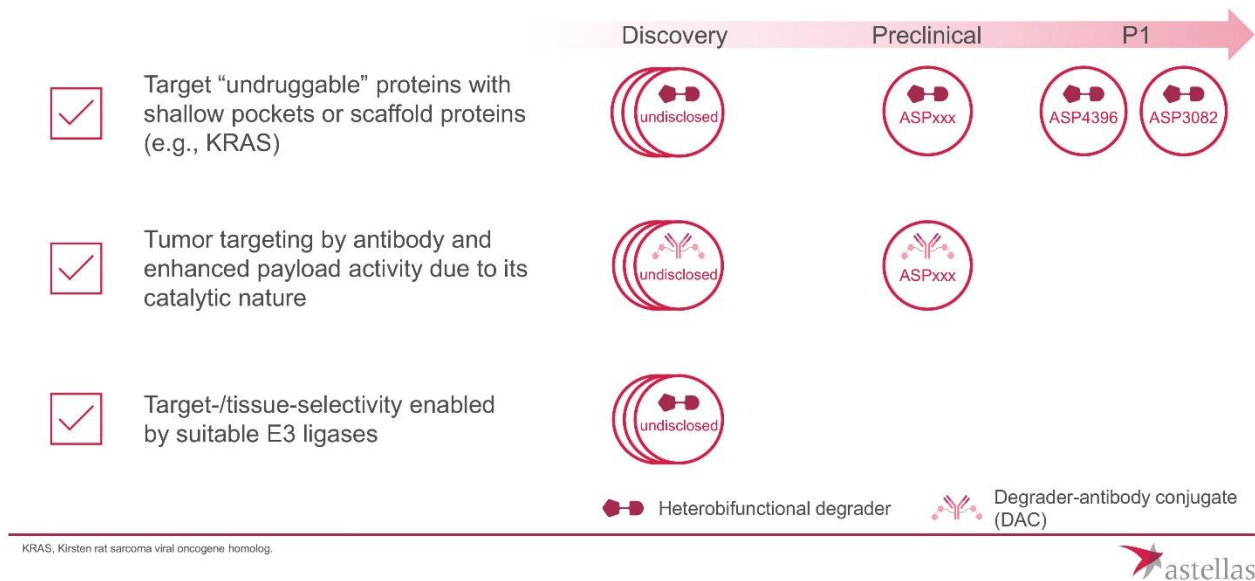 Discovery
Preclinical
P1
Target “undruggable” proteins with
shallow pockets or scaffold proteins
(e.g., KRAS)
undisclosed
ASPxxx
ASP4396
ASP3082
Tumor targeting by antibody and
enhanced payload activity due to its
catalytic nature
undisclosed
ASPxxx
Target-/tissue-selectivity enabled
by suitable E3 ligases
undisclosed
Heterobifunctional degrader
Degrader-antibody conjugate
(DAC)
KRAS, Kirsten rat sarcoma viral oncogene homolog.
astellas